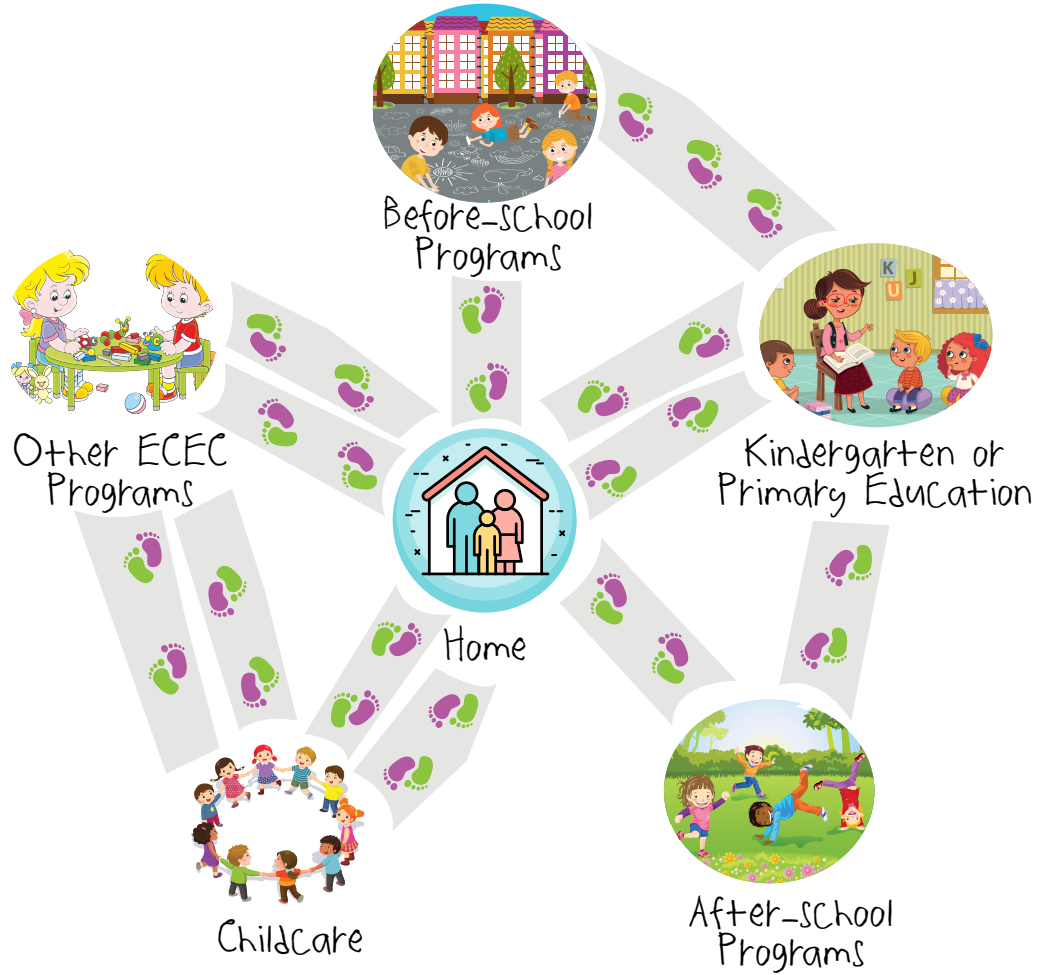 Before-school
Programs
K
J
U
Other ECEC
Programs
Kindergarten or
Primary Education
Home
After-school
Programs
Childcare